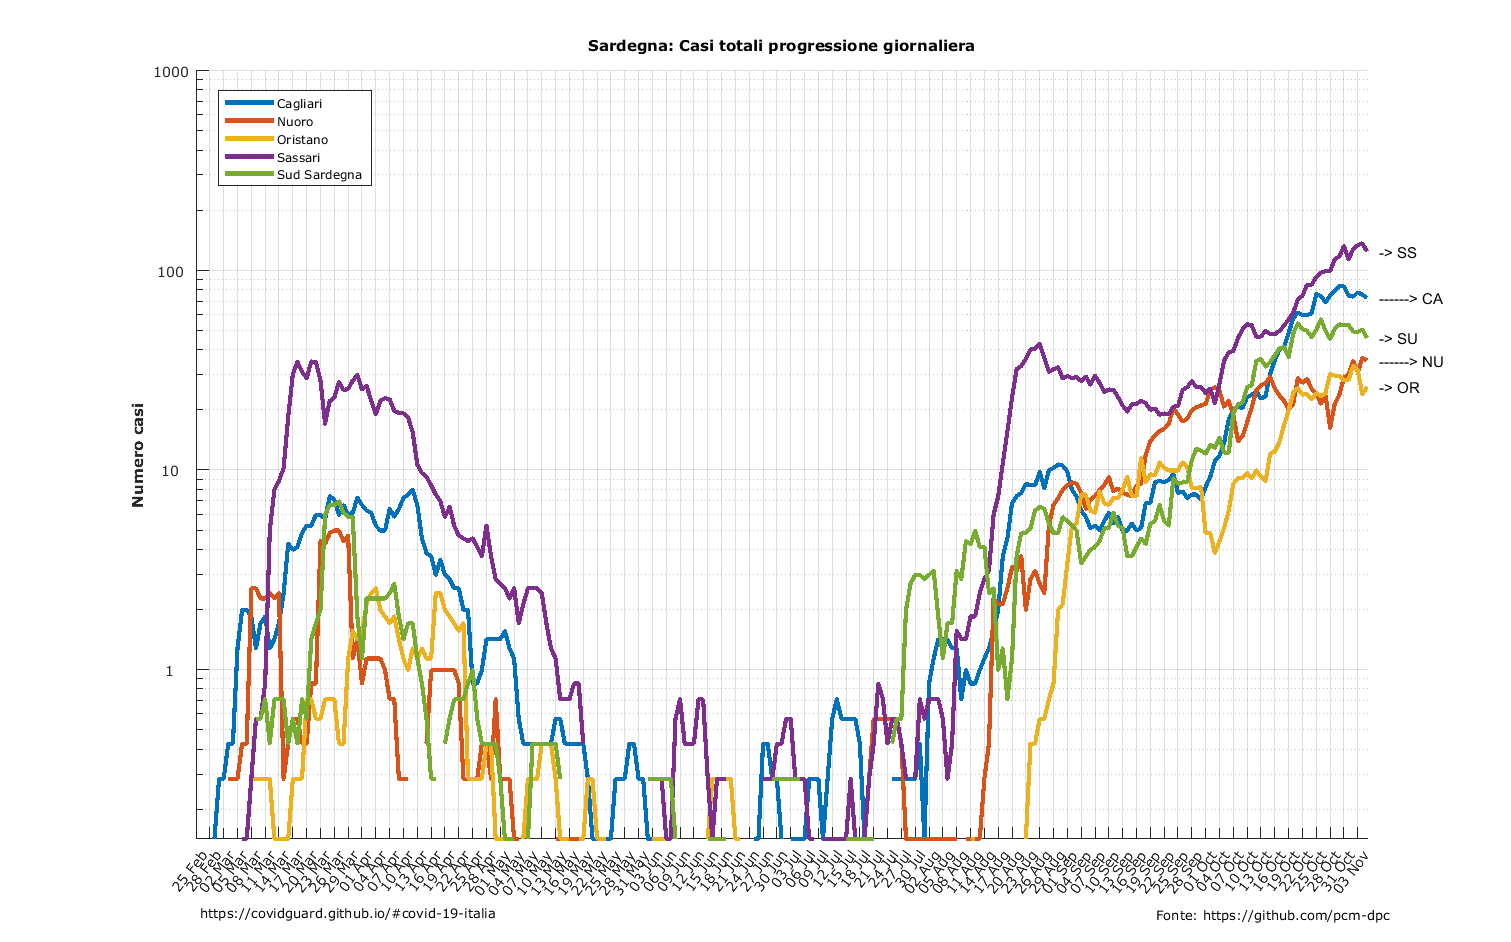 Sardegna: Casi totali progressione giornaliera
1000
100
10
1
Numero casi
Cagliari
Nuoro
Oristano
Sassari
Sud Sardegna
-> SS
------> CA
-> SU
------> NU
-> OR
25 Feb
28 Feb
02 Mar
05 Mar
08 Mar
11 Mar
14 Mar
17 Mar
20 Mar
23 Mar
26 Mar
29 Mar
01 Apr
04 Apr
07 Apr
10 Apr
13 Apr
16 Apr
19 Apr
22 Apr
25 Apr
28 Apr
01 May
04 May
07 May
10 May
13 May
16 May
19 May
22 May
25 May
28 May
31 May
03 Jun
06 Jun
09 Jun
12 Jun
15 Jun
18 Jun
21 Jun
24 Jun
27 Jun
30 Jun
03 Jul
06 Jul
09 Jul
12 Jul
15 Jul
18 Jul
21 Jul
24 Jul
27 Jul
30 Jul
02 Aug
05 Aug
08 Aug
11 Aug
14 Aug
17 Aug
20 Aug
23 Aug
26 Aug
29 Aug
01 Sep
04 Sep
07 Sep
10 Sep
13 Sep
16 Sep
19 Sep
22 Sep
25 Sep
28 Sep
01 Oct
04 Oct
07 Oct
10 Oct
13 Oct
16 Oct
19 Oct
22 Oct
25 Oct
28 Oct
31 Oct
03 Nov
https://covidguard.github.io/#covid-19-italia
Fonte: https://github.com/pcm-dpc